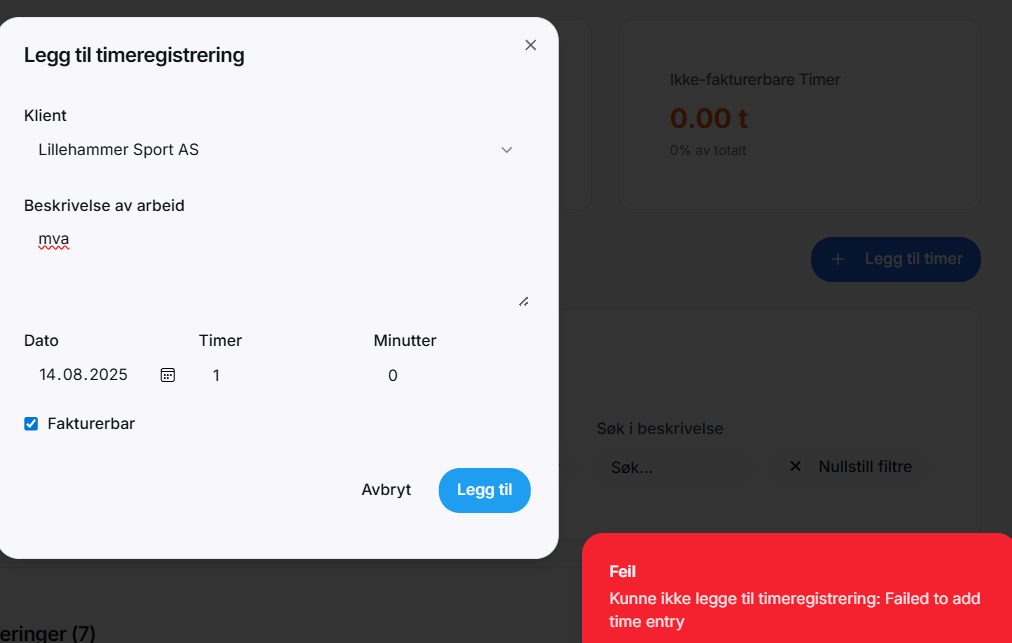 Legg til timeregistrering
Klient
Lillehammer Sport AS
Beskrivelse av arbeid
mva
Dato
Timer
Minutter
14.08.2025
1
0
Fakturerbar
Avbryt
Legg til
Ikke-fakturerbare Timer
0.00 t
0% av totalt
Legg til timer
Søk i beskrivelse
Søk...
Nullstill filtre
Feil
Kunne ikke legge til timeregistrering: Failed to add
time entry
(7)